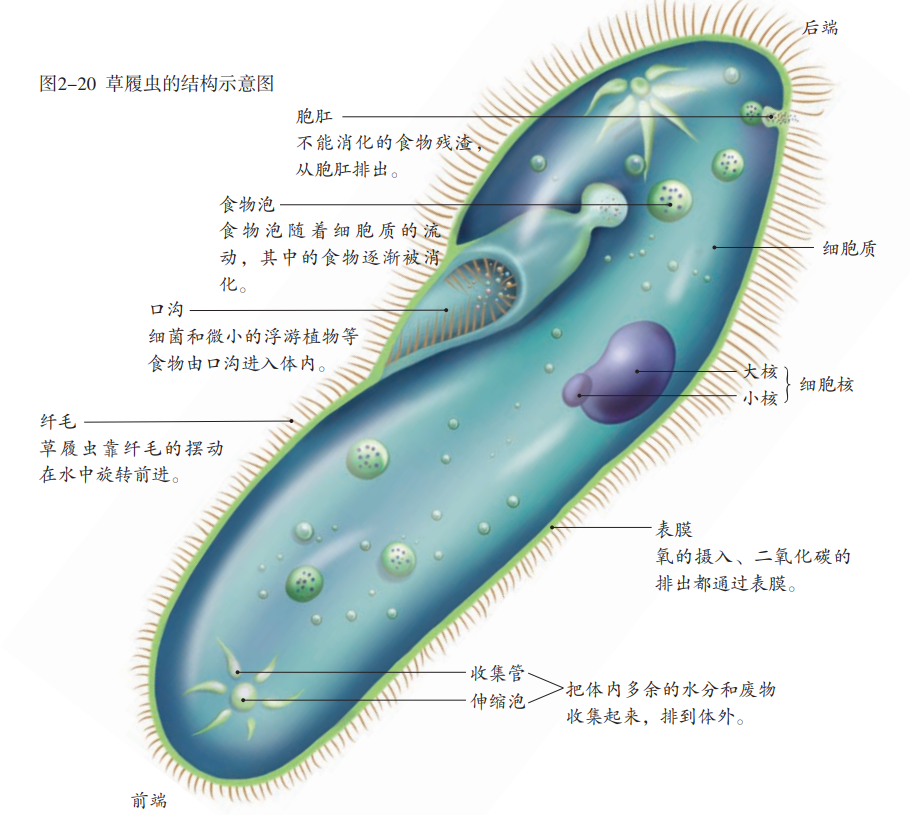 后端
图2-20 草履虫的结构示意图
胞肛
不能消化的食物残渣，
从胞肛排出。
食物泡
食物泡随着细胞质的流
动，其中的食物逐渐被消
化。
细胞质
口沟
细菌和微小的浮游植物等
食物由口沟进入体内。
大核
小核
细胞核
纤毛
草履虫靠纤毛的摆动
在水中旋转前进。
表膜
氧的摄入、二氧化碳的
排出都通过表膜。
收集管
伸缩泡
把体内多余的水分和废物
收集起来，排到体外。
前端